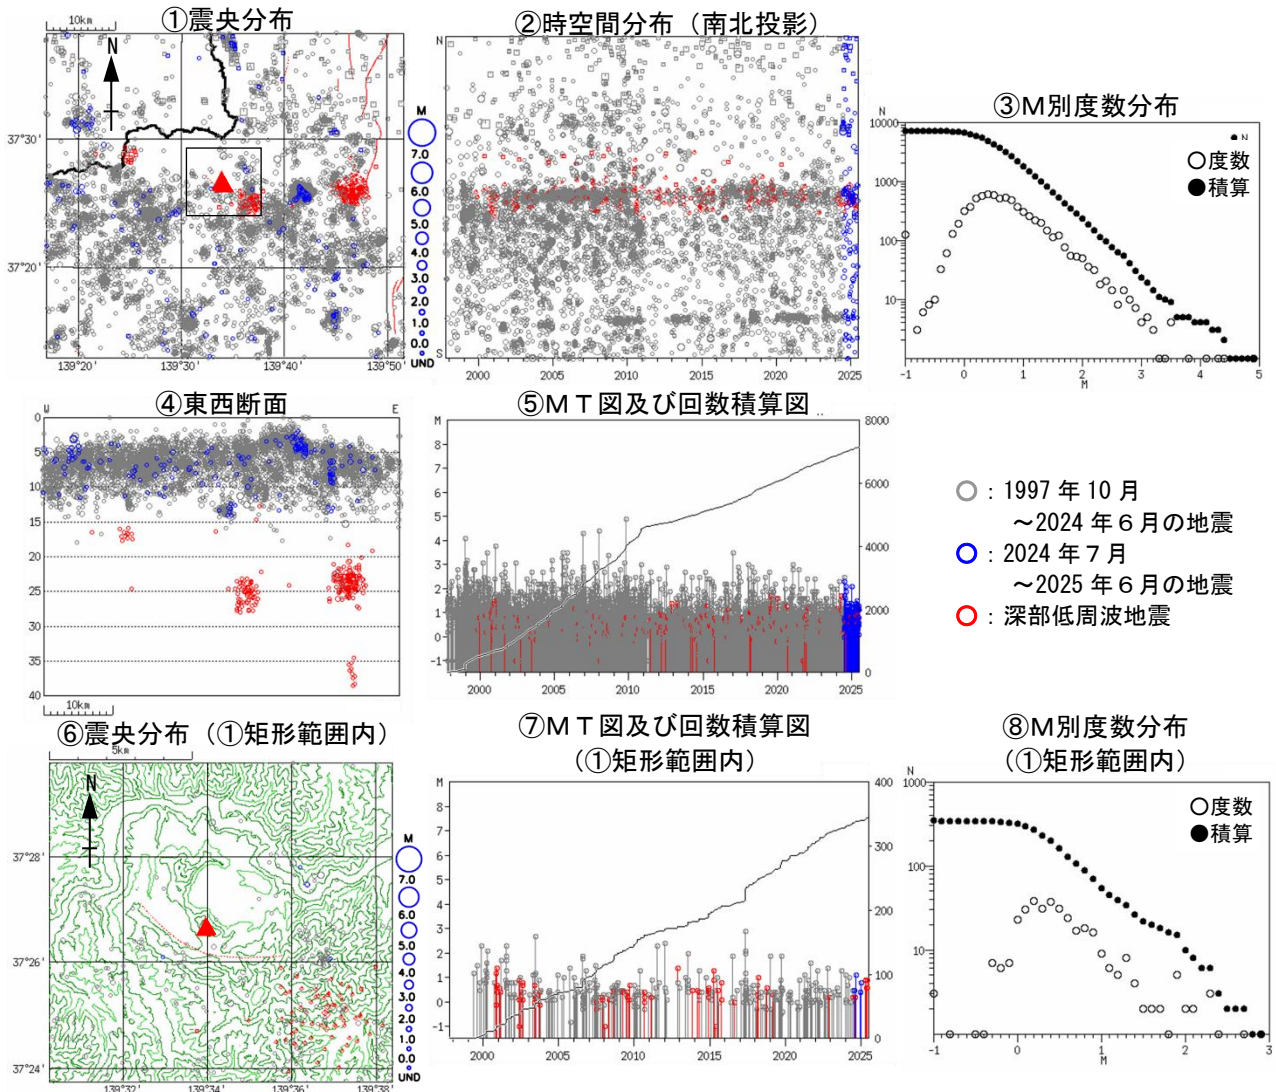 ①震央分布
10km
N
37°30'
37°20'
139°20'
139°30'
139°40'
139°50'
M
7.0
6.0
5.0
4.0
3.0
2.0
1.0
0.0
UND
②時空間分布（南北投影）
N
S
2000
2005
2010
2015
2020
2025
③M別度数分布
N
10000
1000
100
10
-1
0
1
2
3
4
5
M
N
○度数
●積算
④東西断面
W
E
0
5
10
15
20
25
30
35
40
10km
⑤ＭＴ図及び回数積算図
M
9
8
7
6
5
4
3
2
1
0
-1
8000
6000
4000
2000
0
2000
2005
2010
2015
2020
2025
○：1997年10月
～2024年６月の地震
○：2024年７月
～2025年６月の地震
○：深部低周波地震
⑥震央分布（①矩形範囲内）
5km
N
37°28'
37°26'
37°24'
139°32'
139°34'
139°36'
139°38'
M
7.0
6.0
5.0
4.0
3.0
2.0
1.0
0.0
UND
⑦ＭＴ図及び回数積算図
（①矩形範囲内）
M
9
8
7
6
5
4
3
2
1
0
-1
400
300
200
100
0
2000
2005
2010
2015
2020
2025
⑧M別度数分布
（①矩形範囲内）
N
1000
100
10
-1
0
1
2
3
M
○度数
●積算